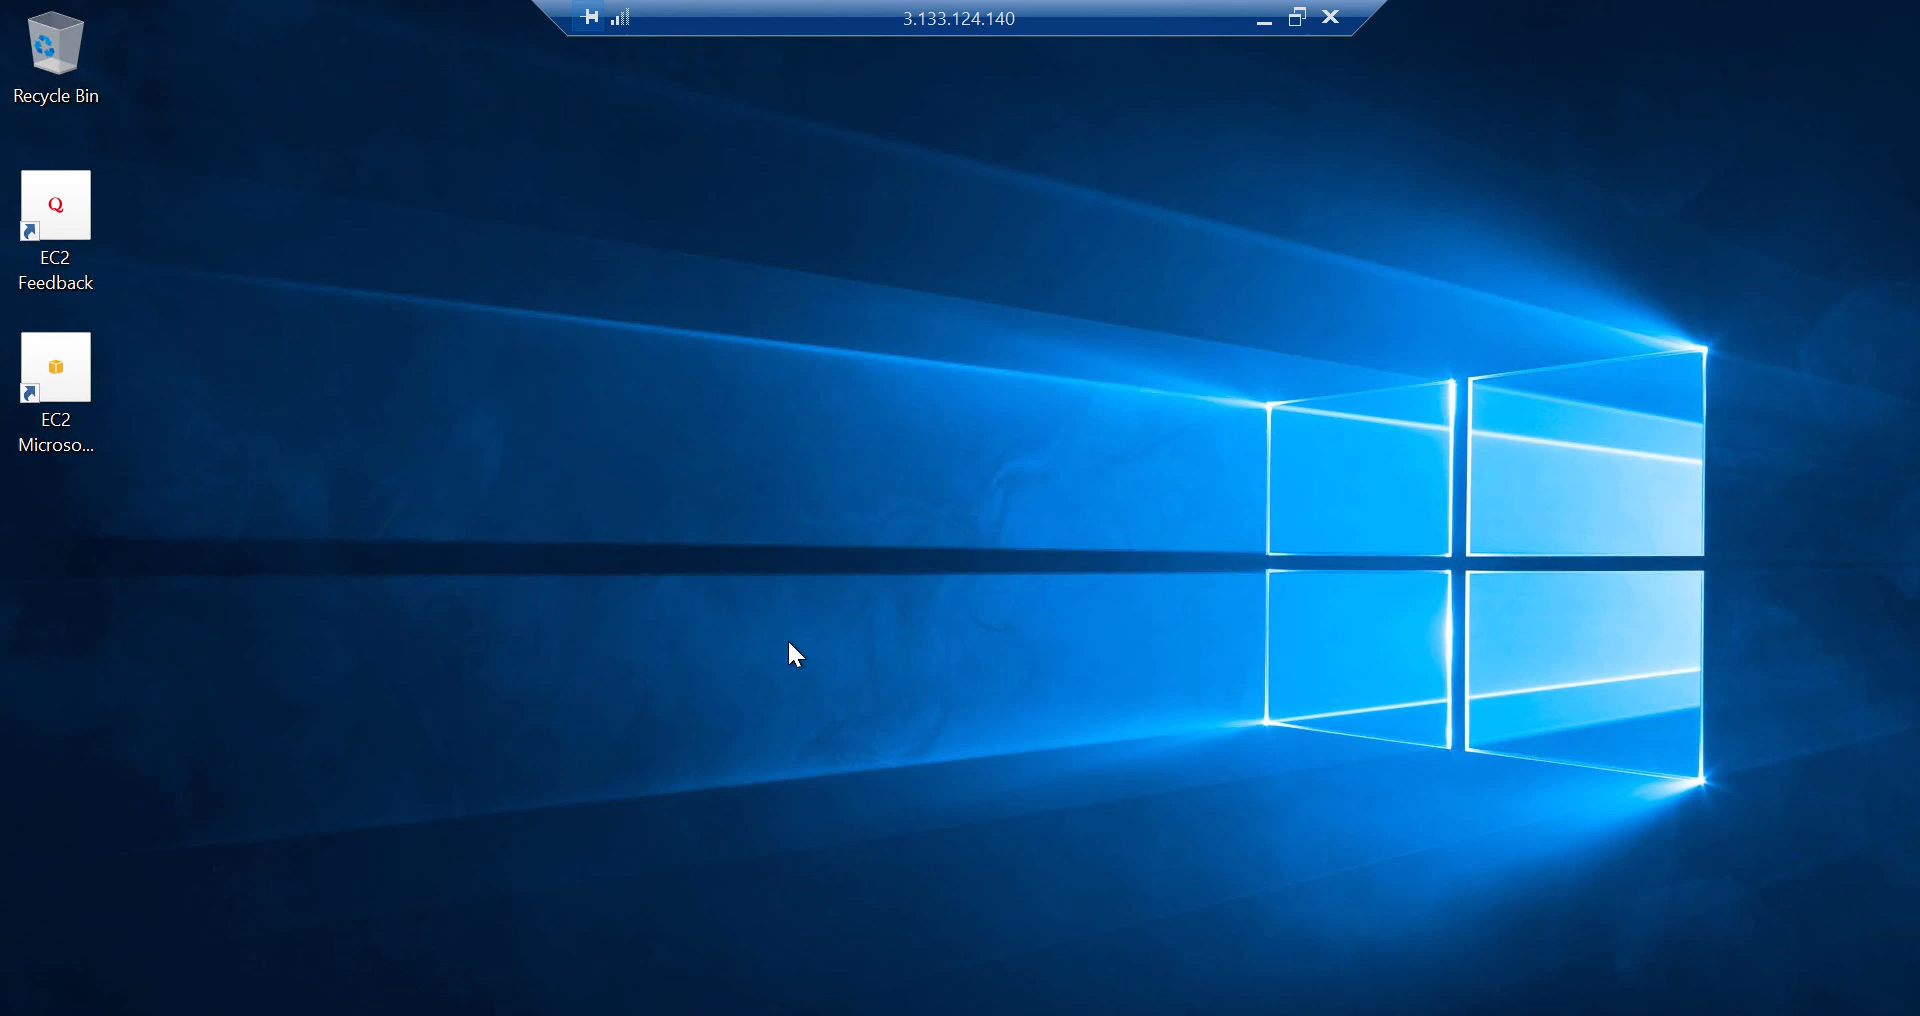 3.133.124.140
Recycle Bin
Q
EC2
Feedback
EC2
Microso...